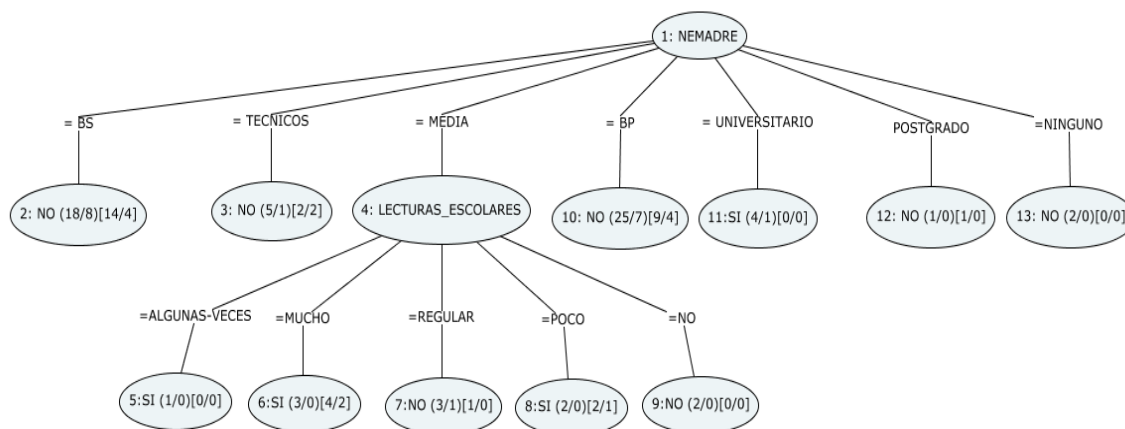 1: NEMADRE
= BS
= TECNICOS
= MEDIA
= BP
= UNIVERSITARIO
POSTGRADO
=NINGUNO
2: NO (18/8)[14/4]
3: NO (5/1)[2/2]
4: LECTURAS_ESCOLARES
10: NO (25/7)[9/4]
11:SI (4/1)[0/0]
12: NO (1/0)[1/0]
13: NO (2/0)[0/0]
=ALGUNAS-VECES
=MUCHO
=REGULAR
=POCO
=NO
5:SI (1/0)[0/0]
6:SI (3/0)[4/2]
7:NO (3/1)[1/0]
8:SI (2/0)[2/1]
9:NO (2/0)[0/0]